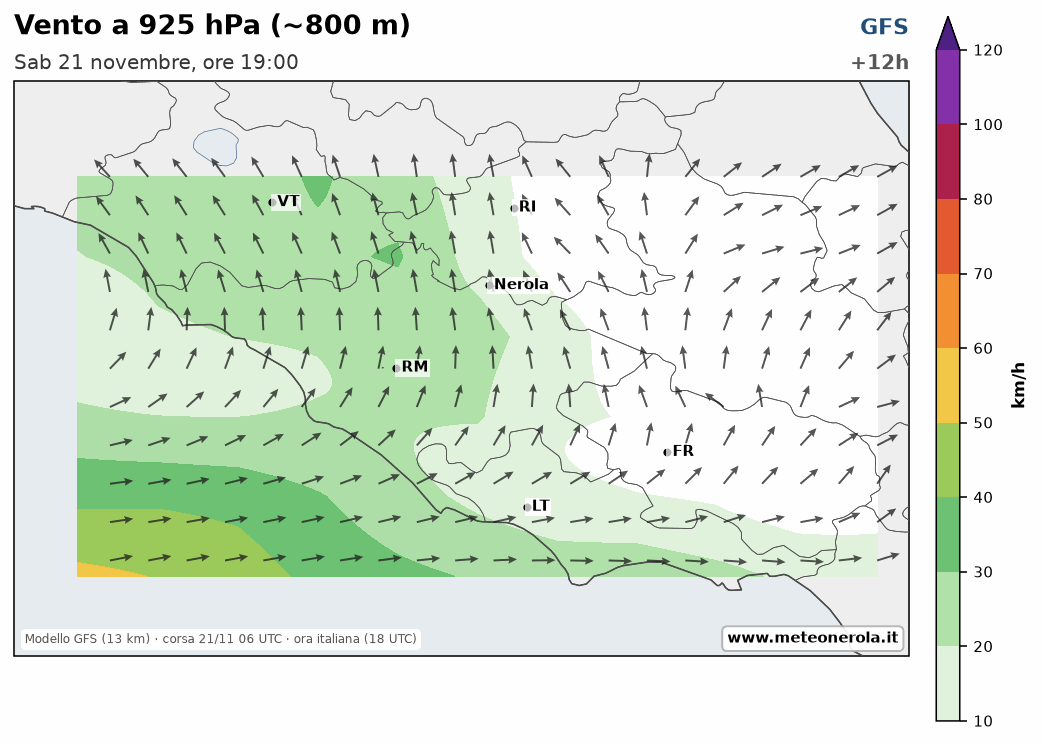 Vento a 925 hPa (~800 m)
GFS
Sab 21 novembre, ore 19:00
+12h
VT
RI
Nerola
RM
FR
LT
Modello GFS (13 km) · corsa 21/11 06 UTC · ora italiana (18 UTC)
www.meteonerola.it
120
100
80
70
60
50
40
30
20
10
km/h